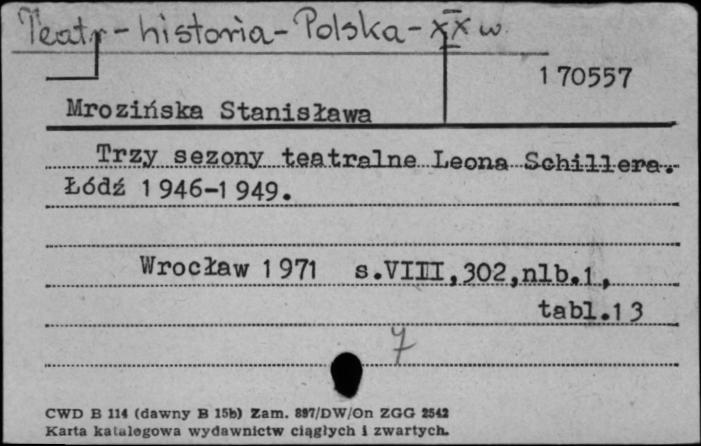 Teatr - historia - Polska - XX w.
170557
Mrozińska Stanisława
Trzy sezony teatralne Leona Schillera.
Łódź 1946-1949.
Wrocław 1971 s.VIII,302,nlb.1,
tabl.13
7
CWD B 114 (dawny B 15b) Zam. 897/DW/On ZGG 2542
Karta katalogowa wydawnictw ciągłych i zwartych.